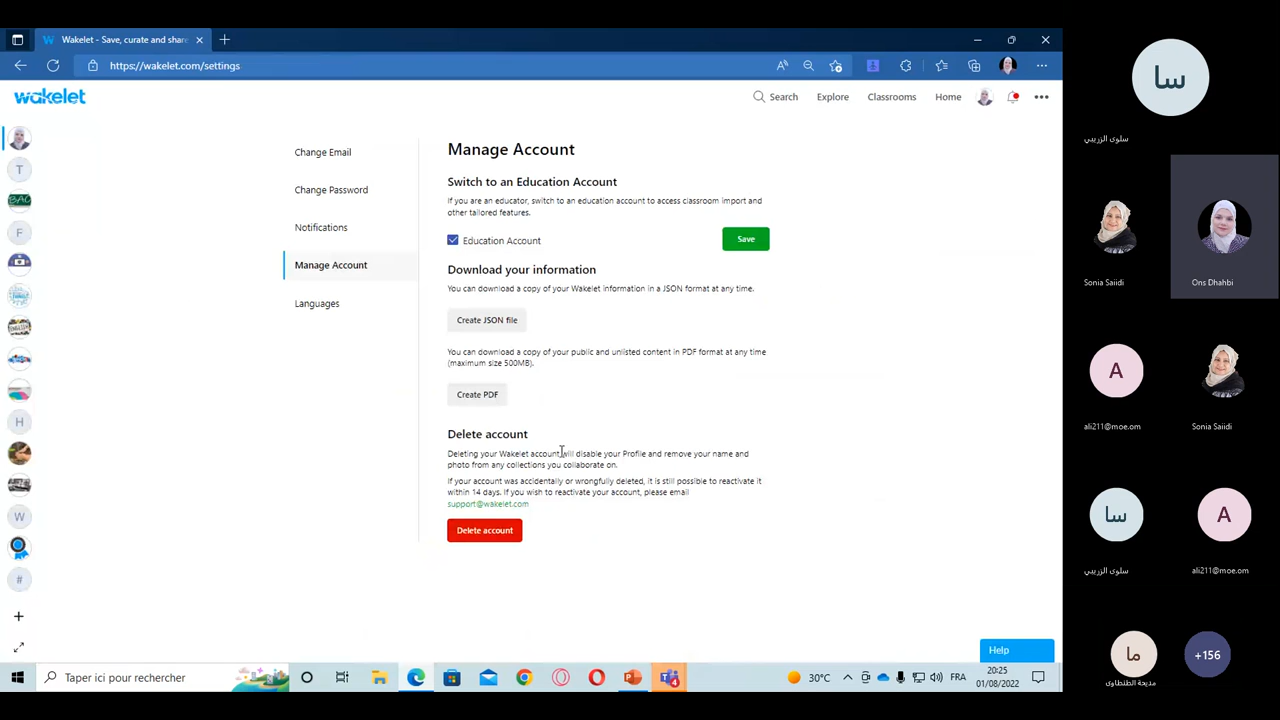 Wakelet - Save, curate and share
https://wakelet.com/settings
wakelet
Search
Explore
Classrooms
Home
T
BAC
F
H
W
#
Change Email
Change Password
Notifications
Manage Account
Languages
Manage Account
Switch to an Education Account
If you are an educator, switch to an education account to access classroom import and
other tailored features.
Education Account
Save
Download your information
You can download a copy of your Wakelet information in a JSON format at any time.
Create JSON file
You can download a copy of your public and unlisted content in PDF format at any time
(maximum size 500MB).
Create PDF
Delete account
Deleting your Wakelet account will disable your Profile and remove your name and
photo from any collections you collaborate on.
If your account was accidentally or wrongfully deleted, it is still possible to reactivate it
within 14 days. If you wish to reactivate your account, please email
support@wakelet.com
Delete account
Help
Taper ici pour rechercher
4
30°C
FRA
20:25
01/08/2022
سا
سلوى الزريبي
Sonia Saiidi
Ons Dhahbi
A
ali211@moe.om
Sonia Saiidi
سا
سلوى الزريبي
A
ali211@moe.om
ما
مديحة الطنطاوى
+156